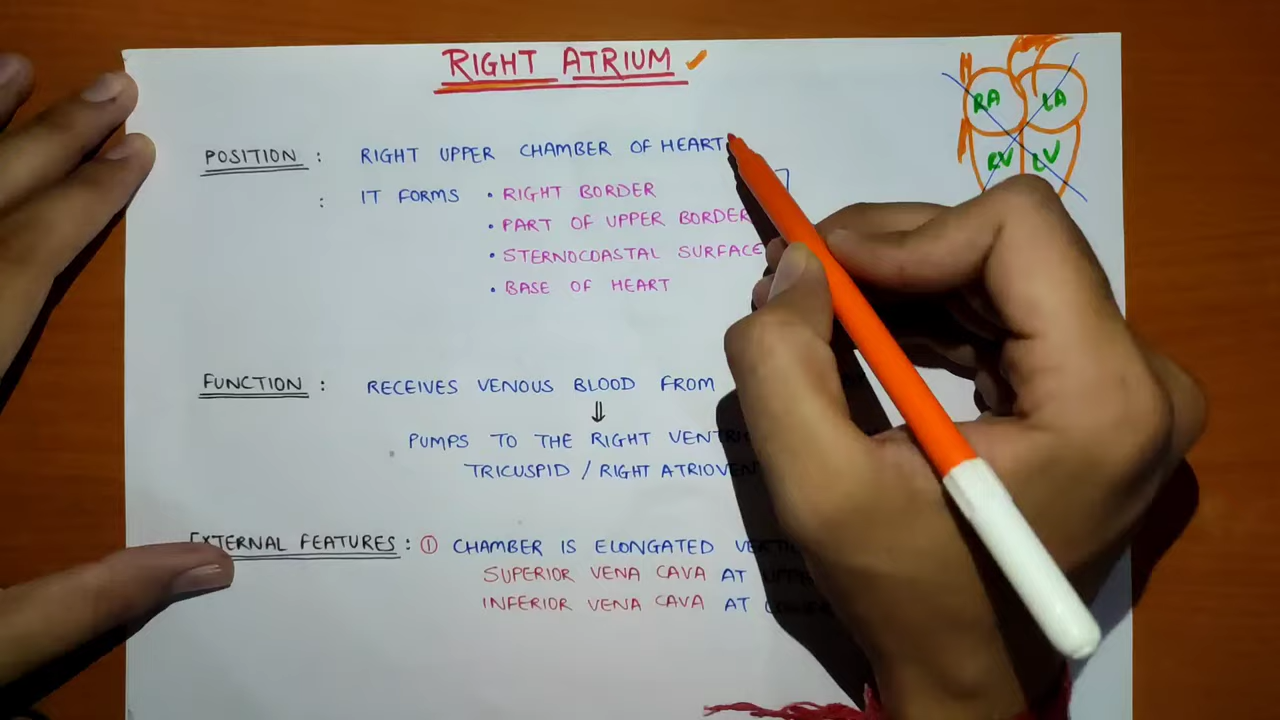 RIGHT ATRIUM
RA LA
RV LV
POSITION : RIGHT UPPER CHAMBER OF HEART
: IT FORMS • RIGHT BORDER
• PART OF UPPER BORDER
• STERNOCOASTAL SURFACE
• BASE OF HEART
FUNCTION : RECEIVES VENOUS BLOOD FROM
⇓
PUMPS TO THE RIGHT
TRICUSPID / RIGHT
EXTERNAL FEATURES : ① CHAMBER IS ELONGATED
SUPERIOR VENA CAVA AT
INFERIOR VENA CAVA AT